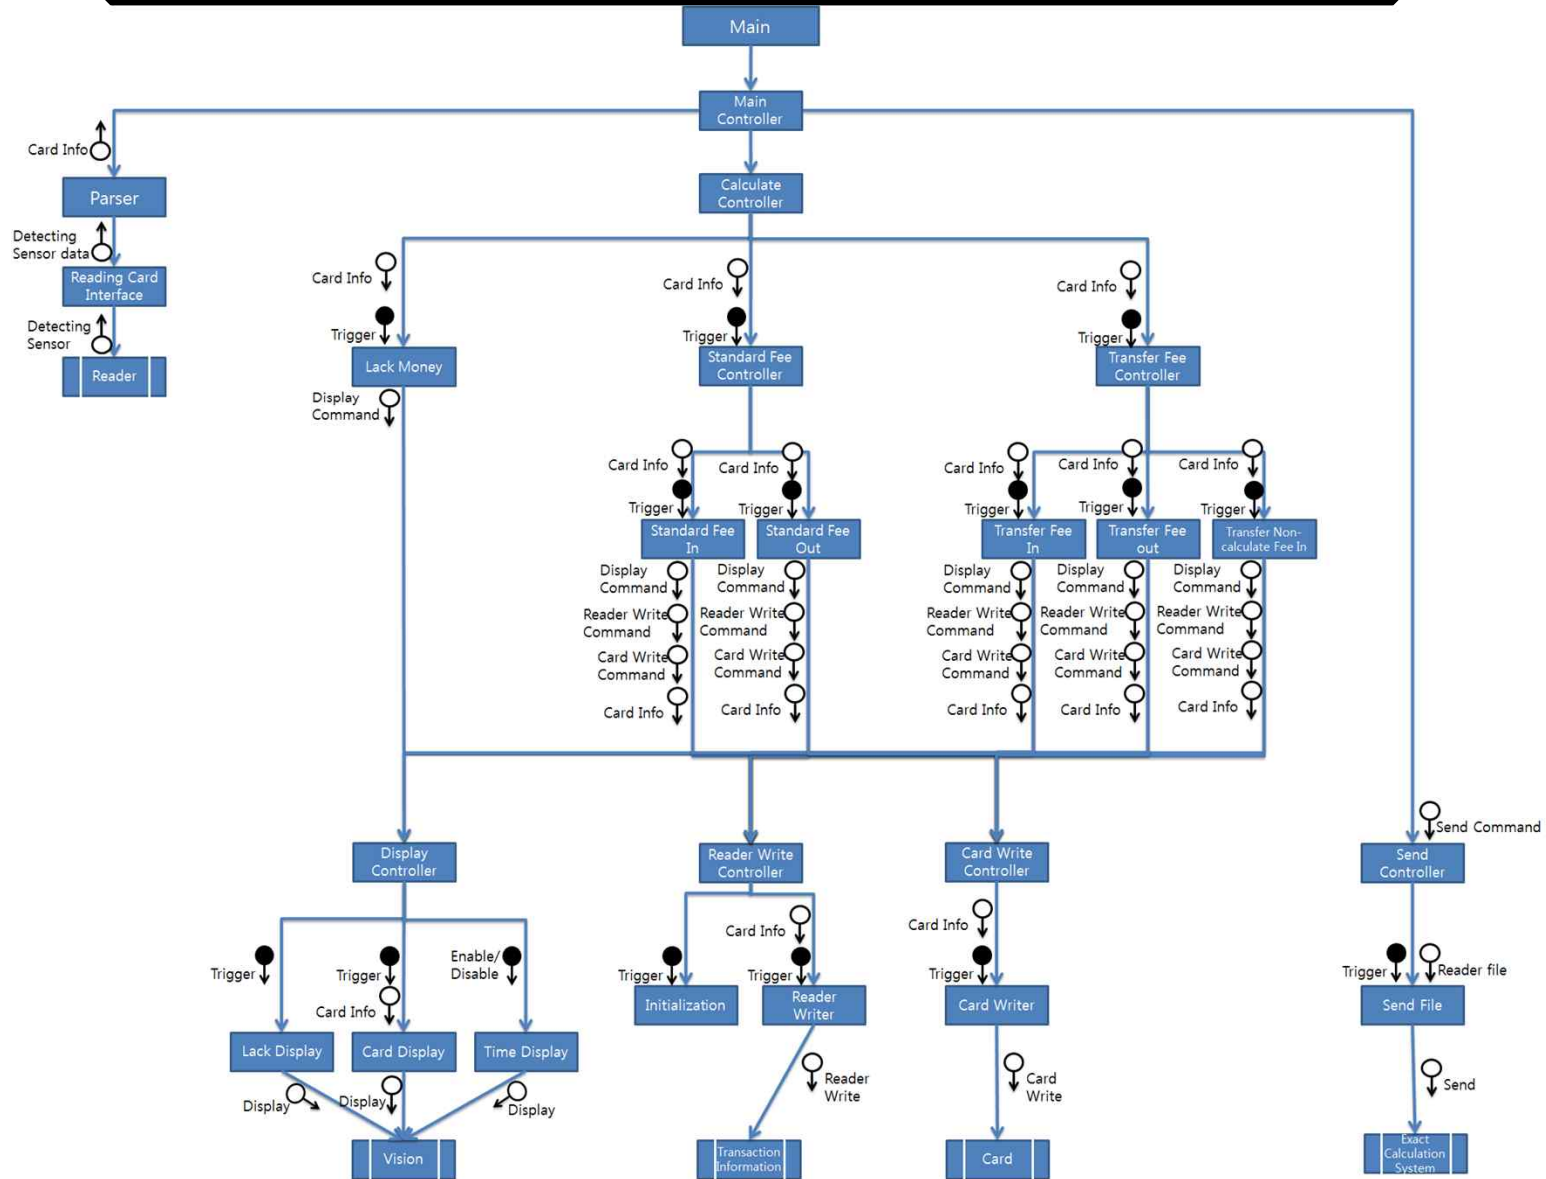 Main
Main
Controller
Card Info
Calculate
Controller
Parser
Detecting
Sensor data
Reading Card
Interface
Detecting
Sensor
Reader
Card Info
Trigger
Lack Money
Display
Command
Card Info
Trigger
Standard Fee
Controller
Card Info
Trigger
Transfer Fee
Controller
Card Info
Trigger
Standard Fee
In
Display
Command
Reader Write
Command
Card Write
Command
Card Info
Card Info
Trigger
Standard Fee
Out
Display
Command
Reader Write
Command
Card Write
Command
Card Info
Card Info
Trigger
Transfer Fee
In
Display
Command
Reader Write
Command
Card Write
Command
Card Info
Card Info
Trigger
Transfer Fee
out
Display
Command
Reader Write
Command
Card Write
Command
Card Info
Card Info
Trigger
Transfer Non-
calculate Fee In
Display
Command
Reader Write
Command
Card Write
Command
Card Info
Display
Controller
Trigger
Lack Display
Display
Trigger
Card Info
Card Display
Display
Enable/
Disable
Time Display
Display
Vision
Reader Write
Controller
Trigger
Initialization
Card Info
Trigger
Reader
Writer
Reader
Write
Transaction
Information
Card Write
Controller
Card Info
Trigger
Card Writer
Card
Write
Card
Send Command
Send
Controller
Trigger
Reader file
Send File
Send
Exact
Calculation
System